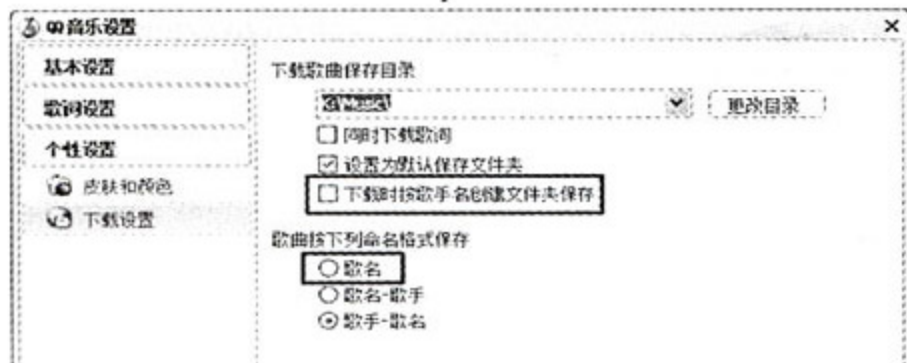 QQ音乐设置
基本设置
歌词设置
个性设置
皮肤和颜色
下载设置
下载歌曲保存目录
C:\Music\
更改目录
同时下载歌词
设置为默认保存文件夹
下载时按歌手名创建文件夹保存
歌曲按下列命名格式保存
歌名
歌名-歌手
歌手-歌名